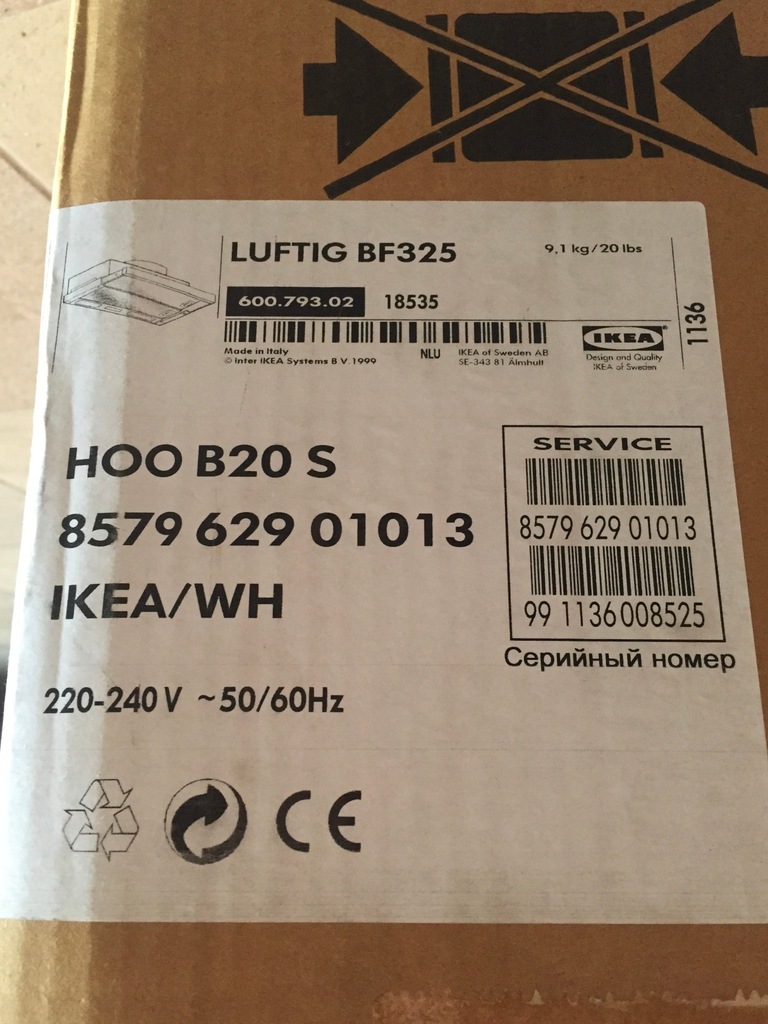 LUFTIG BF325
9,1 kg/20 lbs
600.793.02 18535
1136
Made in Italy
© Inter IKEA Systems B V 1999
NLU
IKEA of Sweden AB
SE-343 81 Älmhult
IKEA
Design and Quality
IKEA of Sweden
HOO B20 S
8579 629 01013
IKEA/WH
SERVICE
8579 629 01013
99 1136008525
Серийный номер
220-240 V ~50/60Hz
CE